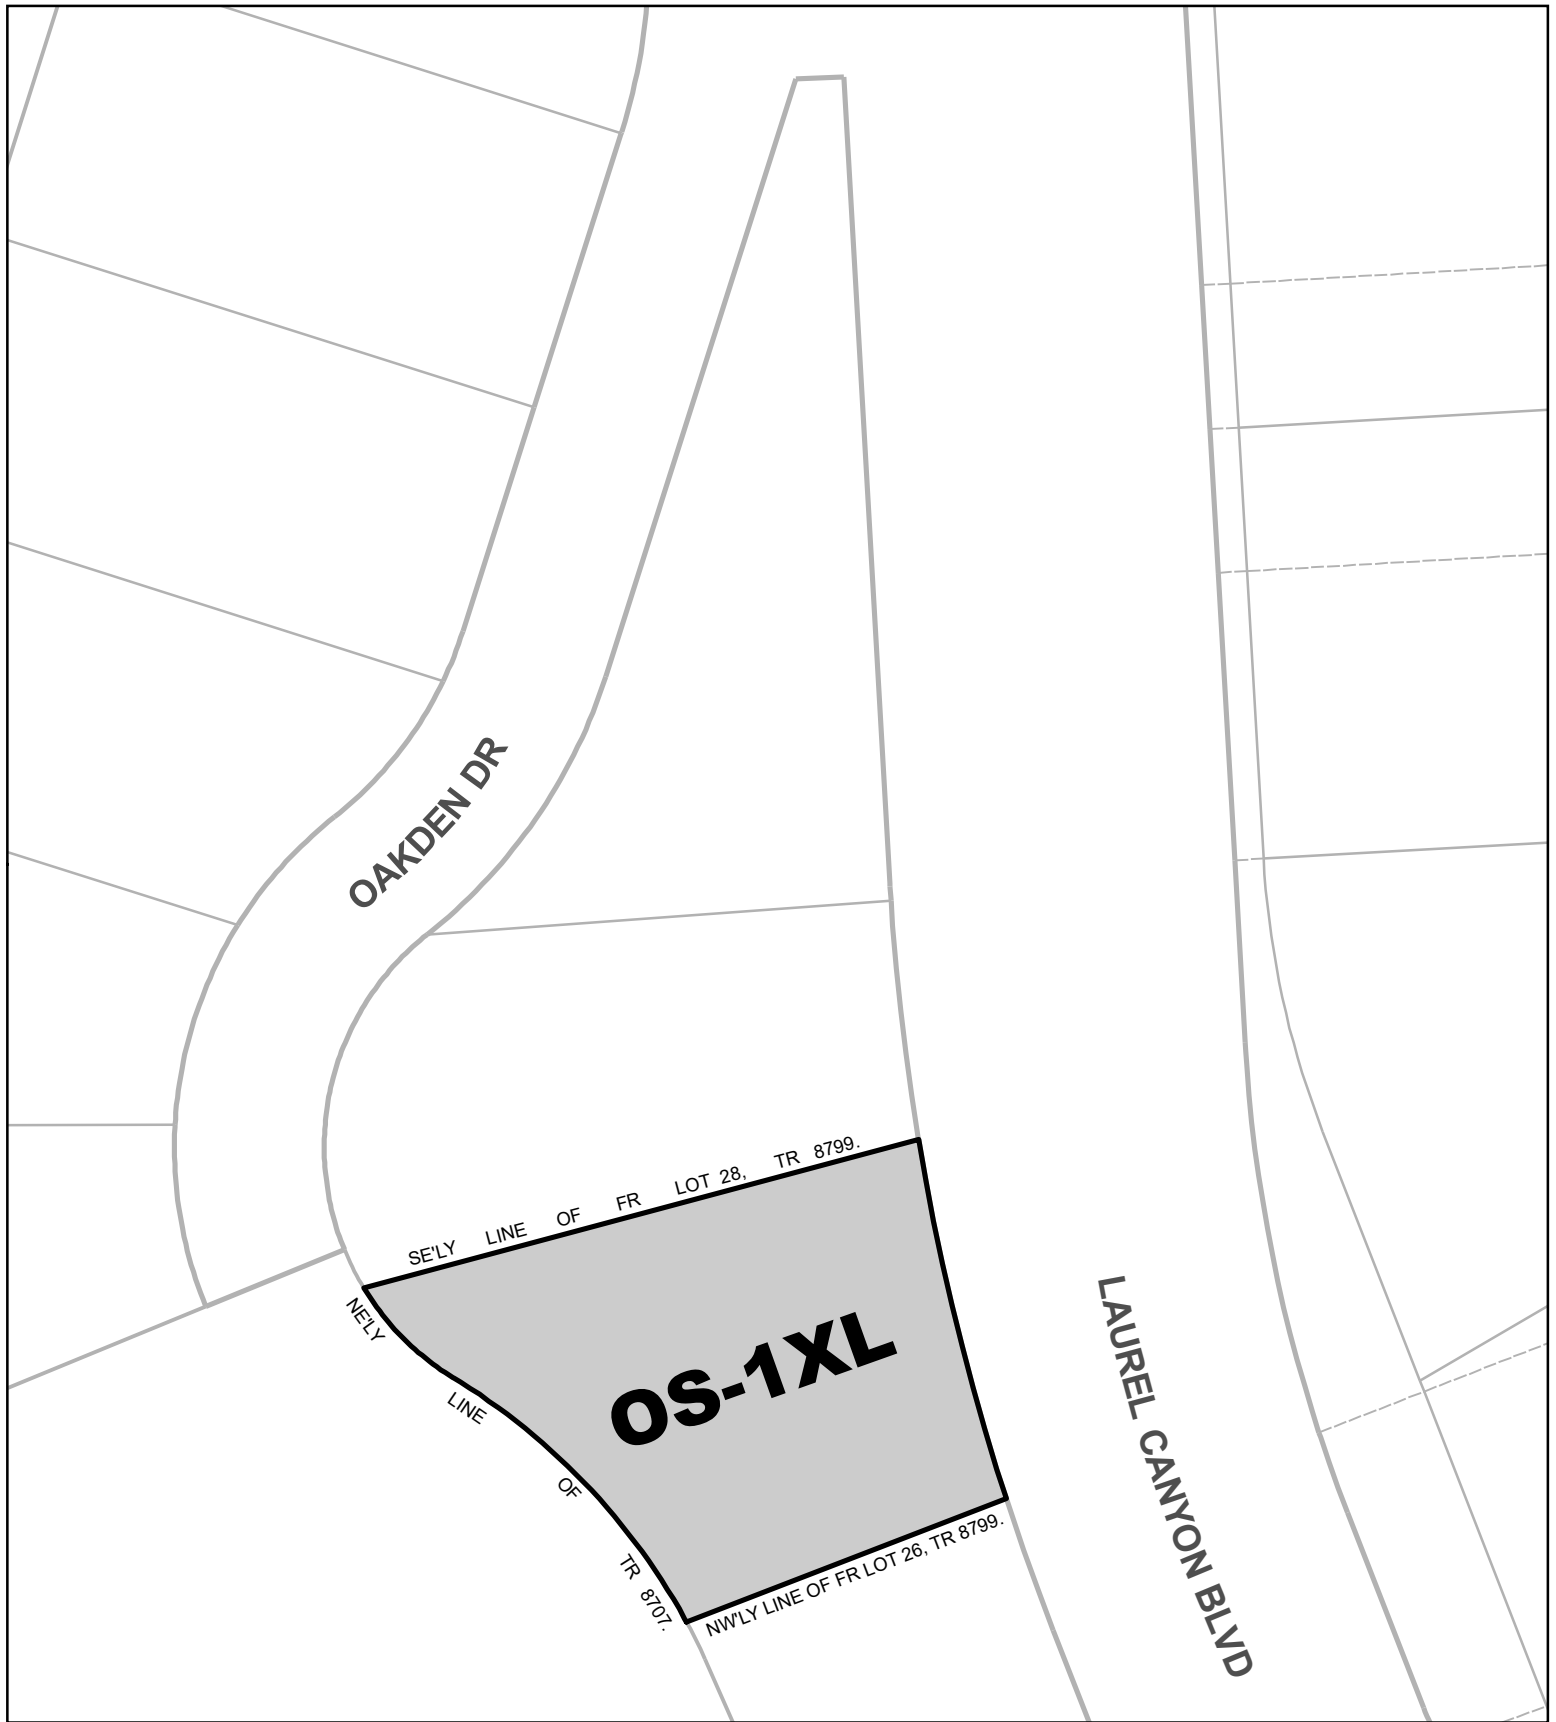 OAKDEN DR
SE'LY LINE OF FR LOT 28, TR 8799.
NE'LY LINE OF TR 8707.
OS-1XL
NW'LY LINE OF FR LOT 26, TR 8799.
LAUREL CANYON BLVD